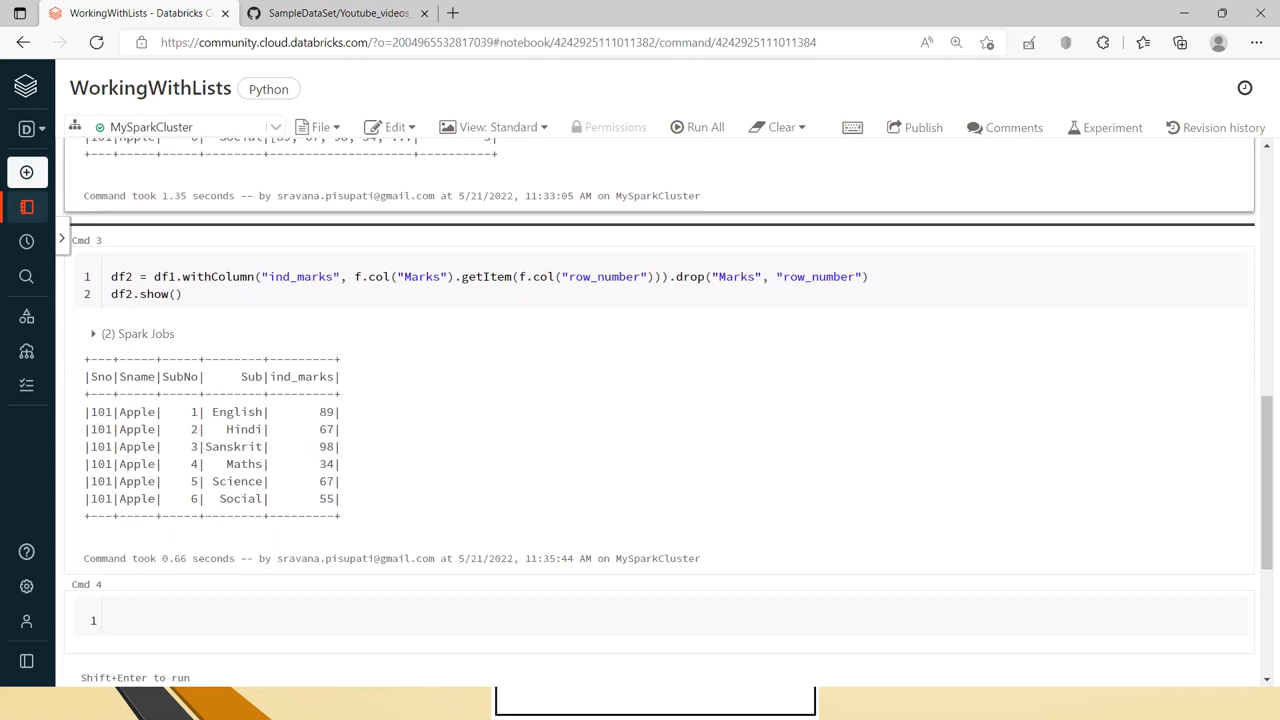 WorkingWithLists - Databricks C
SampleDataSet/Youtube_videos_
https://community.cloud.databricks.com/?o=2004965532817039#notebook/4242925111011382/command/4242925111011384
WorkingWithLists Python
MySparkCluster File Edit View: Standard Permissions Run All Clear Publish Comments Experiment Revision history
D
+---+-----+-----+--------+--------------------+----------+
Command took 1.35 seconds -- by sravana.pisupati@gmail.com at 5/21/2022, 11:33:05 AM on MySparkCluster
Cmd 3
1 df2 = df1.withColumn("ind_marks", f.col("Marks").getItem(f.col("row_number"))).drop("Marks", "row_number")
2 df2.show()
(2) Spark Jobs
+---+-----+-----+--------+---------+
|Sno|Sname|SubNo|     Sub|ind_marks|
+---+-----+-----+--------+---------+
|101|Apple|    1| English|       89|
|101|Apple|    2|   Hindi|       67|
|101|Apple|    3|Sanskrit|       98|
|101|Apple|    4|   Maths|       34|
|101|Apple|    5| Science|       67|
|101|Apple|    6|  Social|       55|
+---+-----+-----+--------+---------+
Command took 0.66 seconds -- by sravana.pisupati@gmail.com at 5/21/2022, 11:35:44 AM on MySparkCluster
Cmd 4
1
Shift+Enter to run